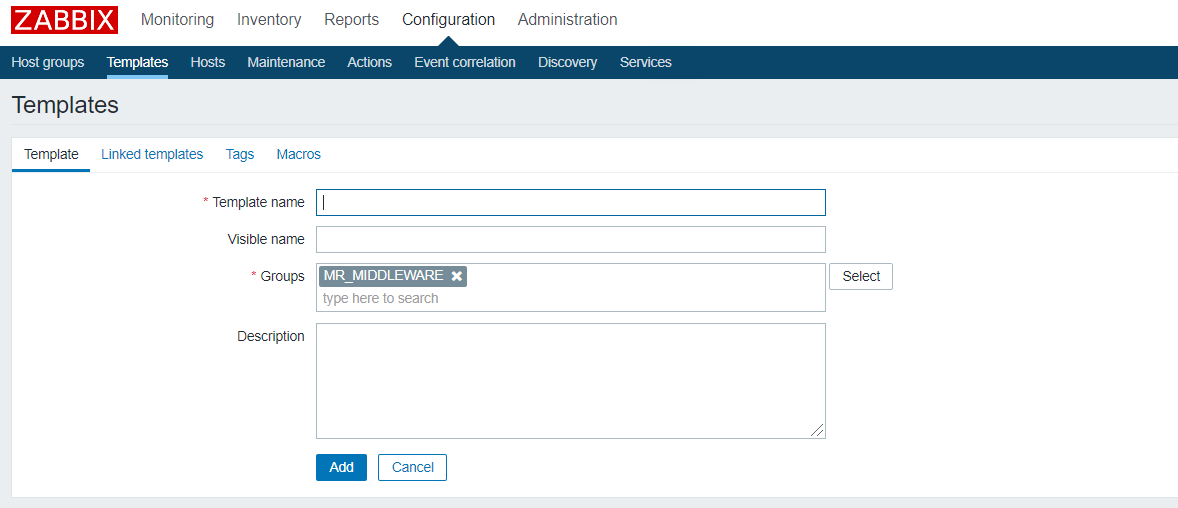 ZABBIX Monitoring Inventory Reports Configuration Administration
Host groups Templates Hosts Maintenance Actions Event correlation Discovery Services
Templates
Template Linked templates Tags Macros
* Template name
Visible name
* Groups MR_MIDDLEWARE Select
type here to search
Description
Add Cancel